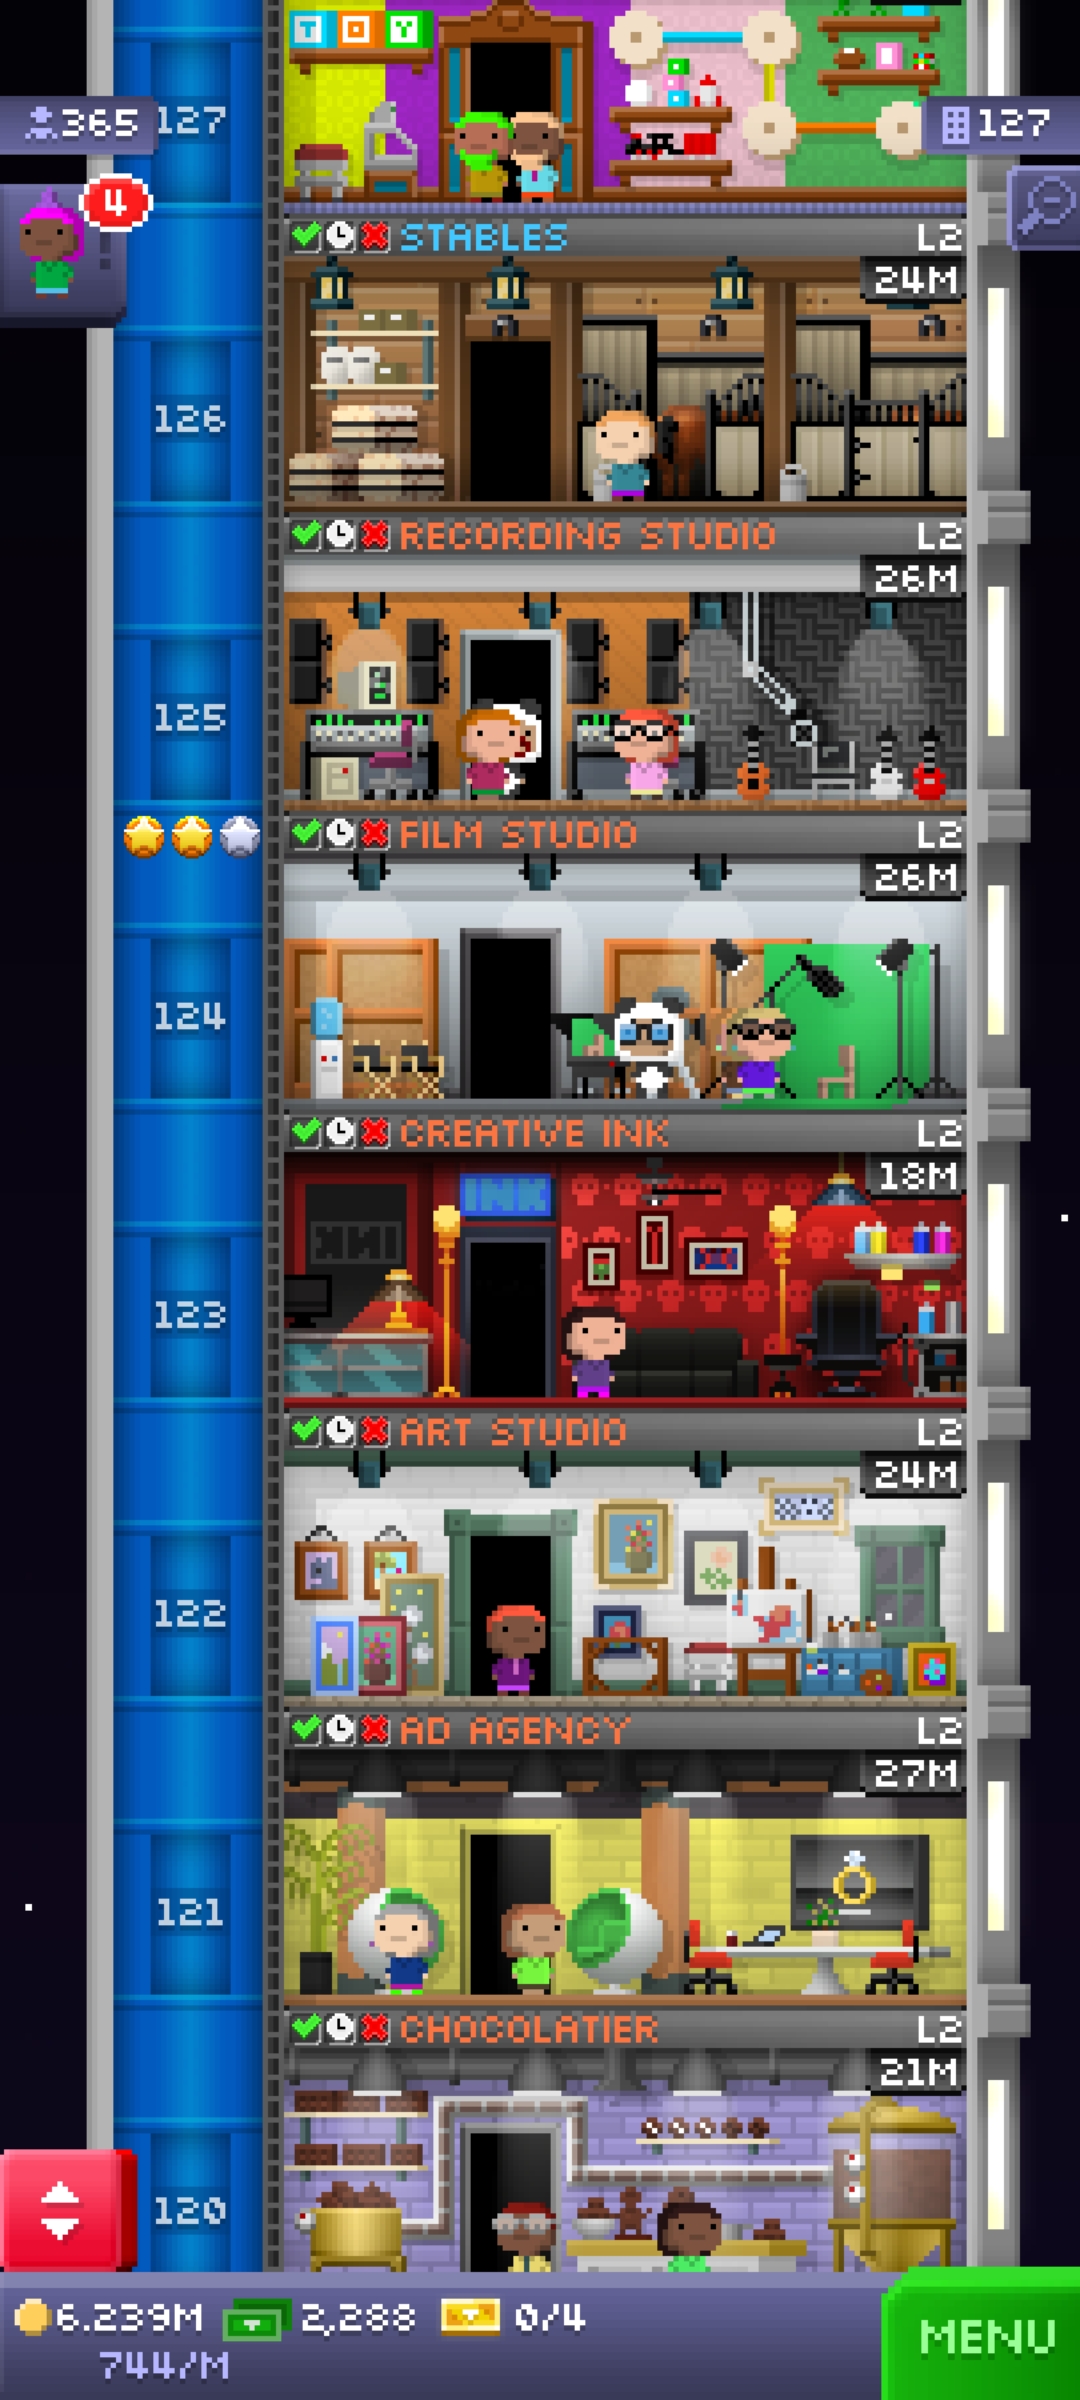 TOY
365
127
127
4
STABLES L2
24M
126
RECORDING STUDIO L2
26M
125
FILM STUDIO L2
26M
124
CREATIVE INK L2
18M
INK
INK
123
ART STUDIO L2
24M
122
AD AGENCY L2
27M
121
CHOCOLATIER L2
21M
120
6.239M 2,288 0/4
744/M
MENU